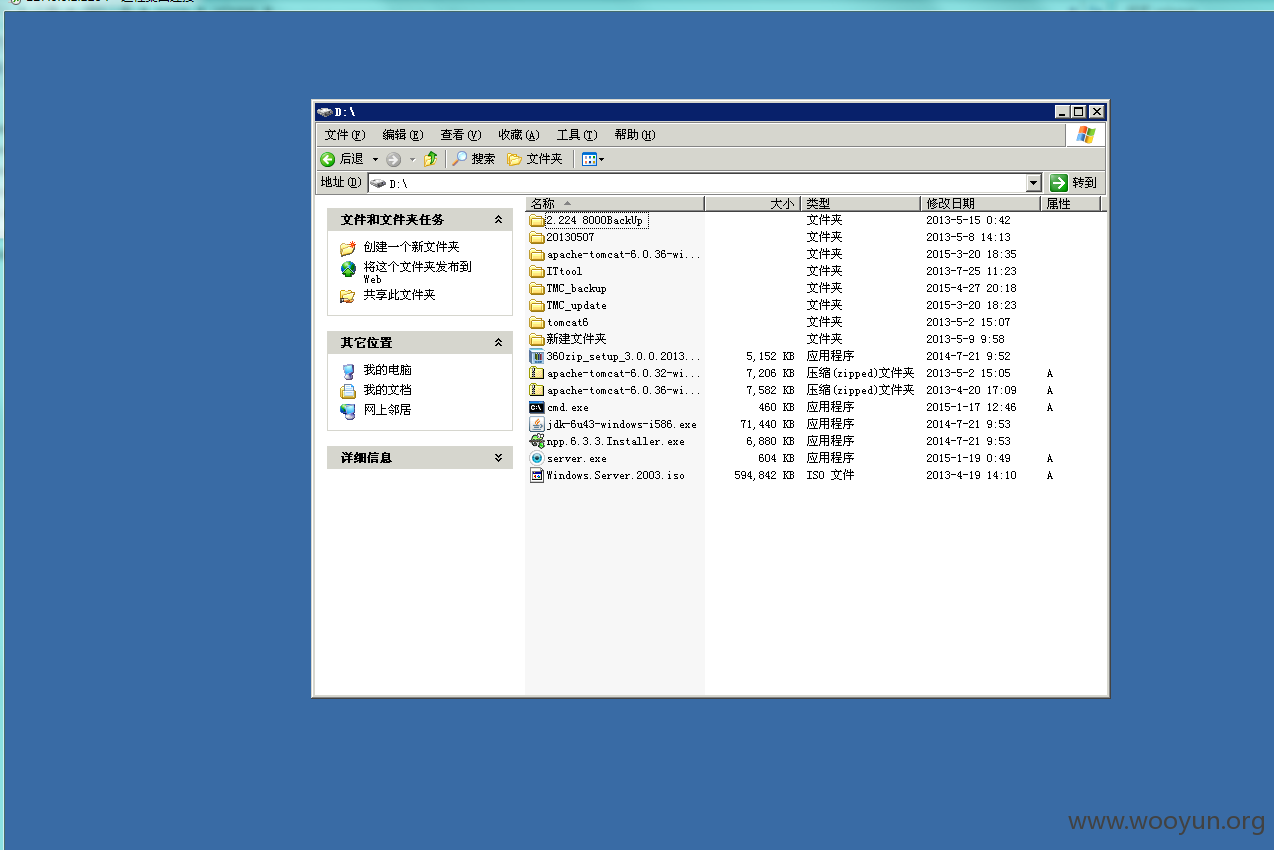 D:\
文件(F) 编辑(E) 查看(V) 收藏(A) 工具(T) 帮助(H)
后退 搜索 文件夹
地址(D) D:\ 转到
文件和文件夹任务
创建一个新文件夹
将这个文件夹发布到
Web
共享此文件夹
其它位置
我的电脑
我的文档
网上邻居
详细信息
名称 大小 类型 修改日期 属性
2.224 8000BackUp 文件夹 2013-5-15 0:42
20130507 文件夹 2013-5-8 14:13
apache-tomcat-6.0.36-wi... 文件夹 2015-3-20 18:35
ITtool 文件夹 2013-7-25 11:23
TMC_backup 文件夹 2015-4-27 20:18
TMC_update 文件夹 2015-3-20 18:23
tomcat6 文件夹 2013-5-2 15:07
新建文件夹 文件夹 2013-5-9 9:58
360zip_setup_3.0.0.2013... 5,152 KB 应用程序 2014-7-21 9:52
apache-tomcat-6.0.32-wi... 7,206 KB 压缩(zipped)文件夹 2013-5-2 15:05 A
apache-tomcat-6.0.36-wi... 7,582 KB 压缩(zipped)文件夹 2013-4-20 17:09 A
cmd.exe 460 KB 应用程序 2015-1-17 12:46 A
jdk-6u43-windows-i586.exe 71,440 KB 应用程序 2014-7-21 9:53
npp.6.3.3.Installer.exe 6,880 KB 应用程序 2014-7-21 9:53
server.exe 604 KB 应用程序 2015-1-19 0:49 A
Windows.Server.2003.iso 594,842 KB ISO 文件 2013-4-19 14:10 A
www.wooyun.org